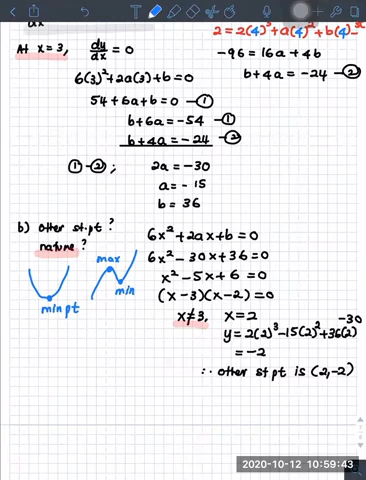 dx
2 = 2(4)³ + a(4)² + b(4) - 30
At x = 3, dy/dx = 0
-96 = 16a + 4b
6(3)² + 2a(3) + b = 0
b + 4a = -24 — ②
54 + 6a + b = 0 — ①
b + 6a = -54 — ①
b + 4a = -24 — ②
① - ② ; 2a = -30
a = -15
b = 36
b) other st.pt ?
nature ?
6x² + 2ax + b = 0
6x² - 30x + 36 = 0
x² - 5x + 6 = 0
(x - 3)(x - 2) = 0
max
min
min pt
x ≠ 3, x = 2
y = 2(2)³ - 15(2)² + 36(2) -30
= -2
∴ other st pt is (2, -2)
2020-10-12 10:59:43